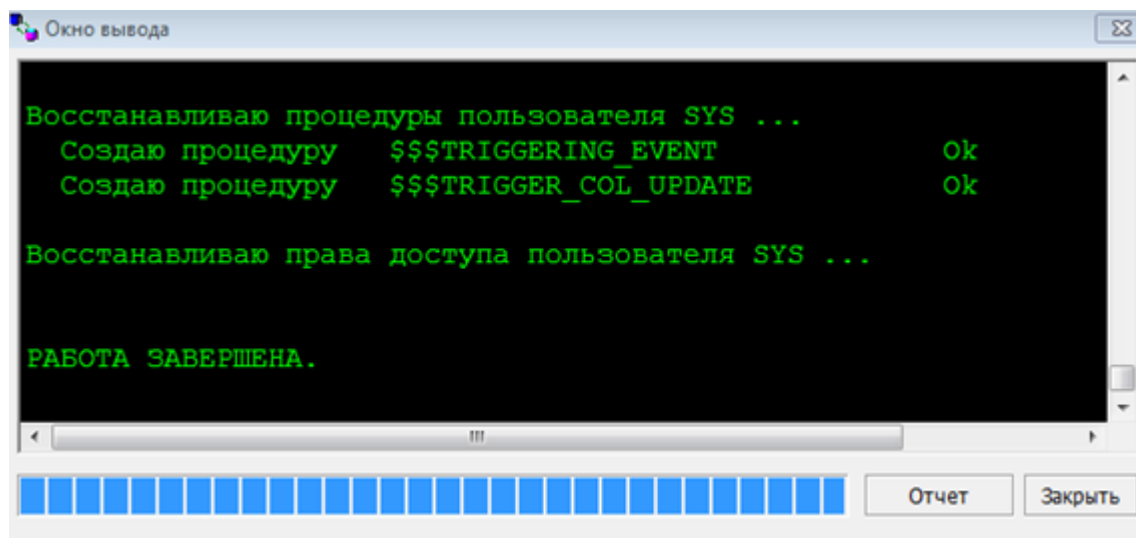 Окно вывода
Восстанавливаю процедуры пользователя SYS ...
Создаю процедуру $$$TRIGGERING_EVENT Ok
Создаю процедуру $$$TRIGGER_COL_UPDATE Ok
Восстанавливаю права доступа пользователя SYS ...
РАБОТА ЗАВЕРШЕНА.
Отчет Закрыть